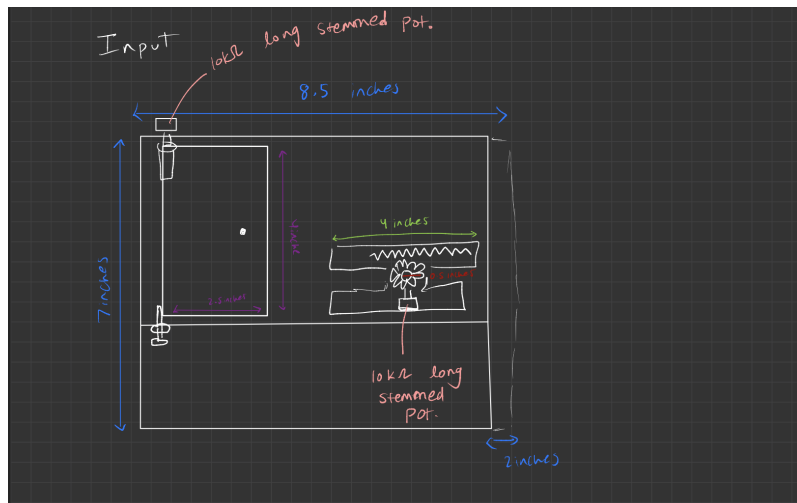 Input
10kΩ long stemmed pot.
8.5 inches
7 inches
4 inches
10kΩ long
stemmed
pot.
2 inches